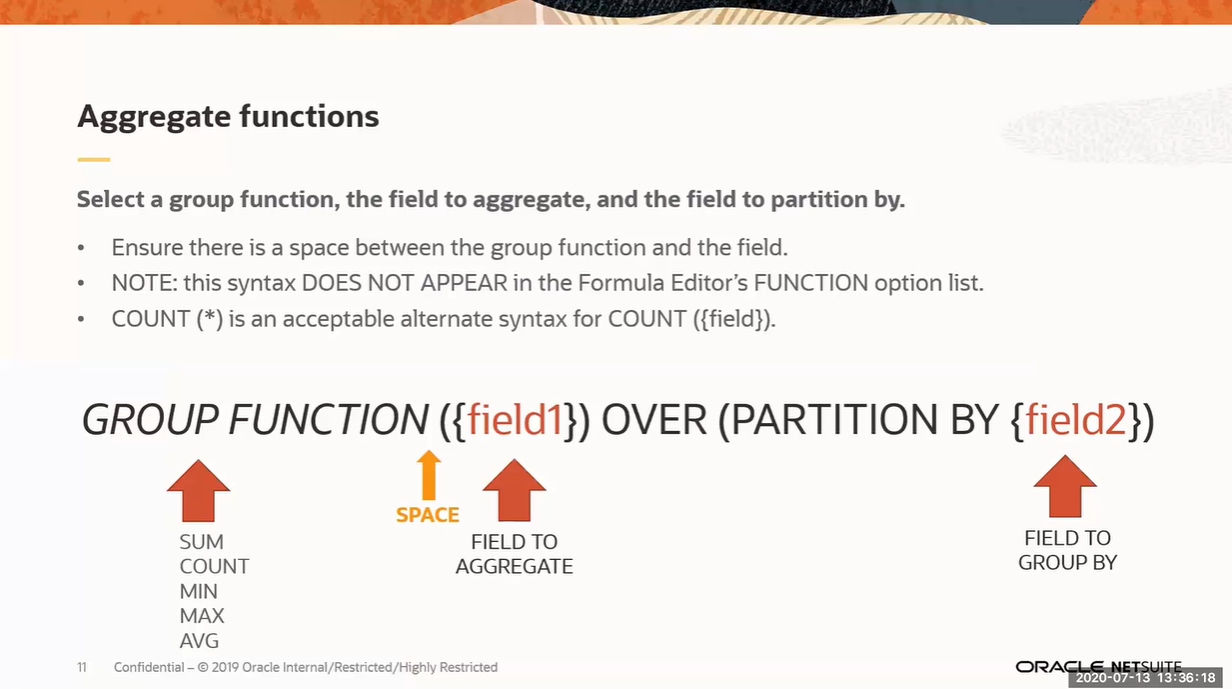 Aggregate functions
Select a group function, the field to aggregate, and the field to partition by.
• Ensure there is a space between the group function and the field.
• NOTE: this syntax DOES NOT APPEAR in the Formula Editor's FUNCTION option list.
• COUNT (*) is an acceptable alternate syntax for COUNT ({field}).
GROUP FUNCTION ({field1}) OVER (PARTITION BY {field2})
SPACE
SUM
COUNT
MIN
MAX
AVG
FIELD TO
AGGREGATE
FIELD TO
GROUP BY
11 Confidential – © 2019 Oracle Internal/Restricted/Highly Restricted
ORACLE NETSUITE
2020-07-13 13:36:18